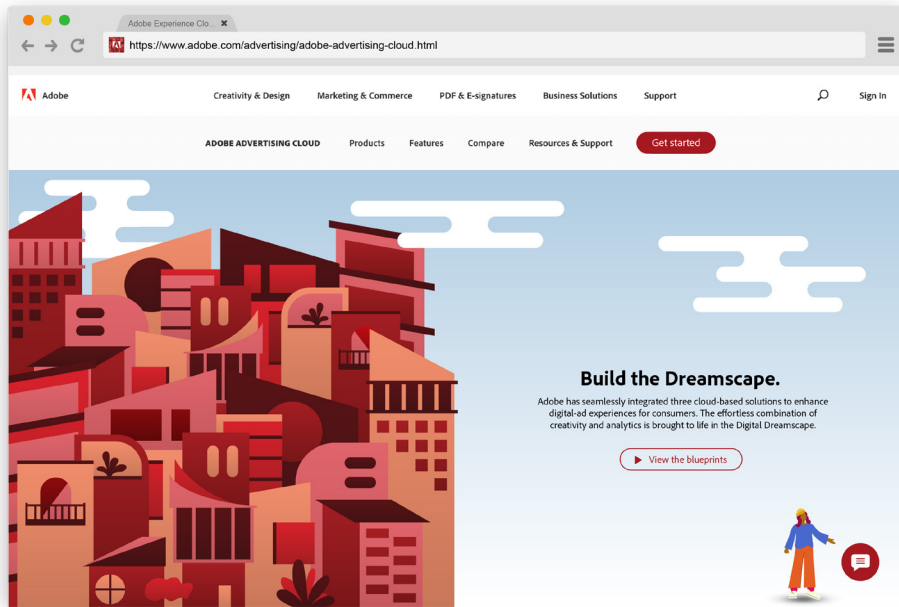 Adobe Experience Clo...
https://www.adobe.com/advertising/adobe-advertising-cloud.html
Adobe Creativity & Design Marketing & Commerce PDF & E-signatures Business Solutions Support Sign In
ADOBE ADVERTISING CLOUD Products Features Compare Resources & Support Get started
Build the Dreamscape.
Adobe has seamlessly integrated three cloud-based solutions to enhance
digital-ad experiences for consumers. The effortless combination of
creativity and analytics is brought to life in the Digital Dreamscape.
View the blueprints